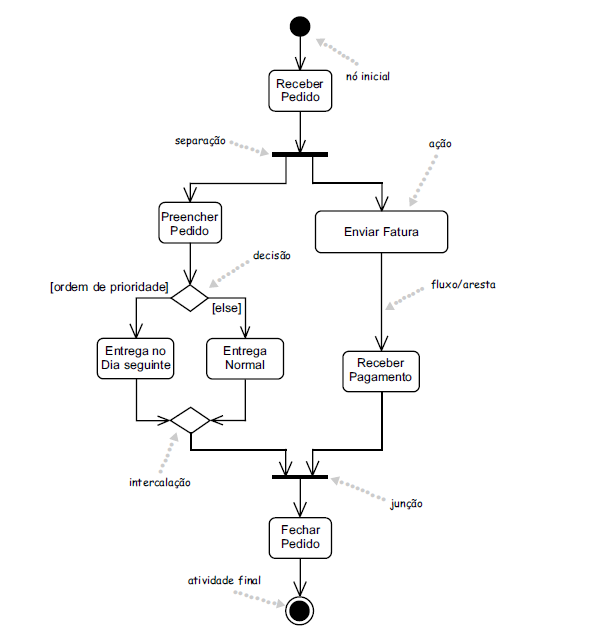 nó inicial
Receber
Pedido
separação
ação
Preencher
Pedido
Enviar Fatura
decisão
[ordem de prioridade]
[else]
fluxo/aresta
Entrega no
Dia seguinte
Entrega
Normal
Receber
Pagamento
intercalação
junção
Fechar
Pedido
atividade final